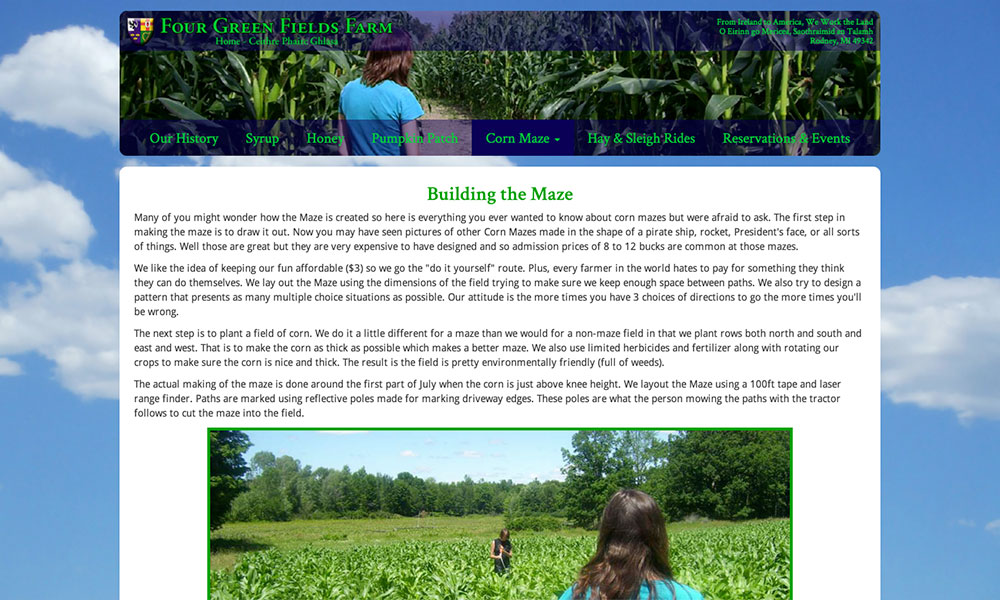 Four Green Fields Farm
Home - Ceithre Pháirc Ghlasa
From Ireland to America, We Work the Land
O Eirinn go Meirica, Saothraimid an Talamh
Rodney, MI 49342
Our History Syrup Honey Pumpkin Patch Corn Maze Hay & Sleigh Rides Reservations & Events
Building the Maze
Many of you might wonder how the Maze is created so here is everything you ever wanted to know about corn mazes but were afraid to ask. The first step in
making the maze is to draw it out. Now you may have seen pictures of other Corn Mazes made in the shape of a pirate ship, rocket, President's face, or all sorts
of things. Well those are great but they are very expensive to have designed and so admission prices of 8 to 12 bucks are common at those mazes.
We like the idea of keeping our fun affordable ($3) so we go the "do it yourself" route. Plus, every farmer in the world hates to pay for something they think
they can do themselves. We lay out the Maze using the dimensions of the field trying to make sure we keep enough space between paths. We also try to design a
pattern that presents as many multiple choice situations as possible. Our attitude is the more times you have 3 choices of directions to go the more times you'll
be wrong.
The next step is to plant a field of corn. We do it a little different for a maze than we would for a non-maze field in that we plant rows both north and south and
east and west. That is to make the corn as thick as possible which makes a better maze. We also use limited herbicides and fertilizer along with rotating our
crops to make sure the corn is nice and thick. The result is the field is pretty environmentally friendly (full of weeds).
The actual making of the maze is done around the first part of July when the corn is just above knee height. We layout the Maze using a 100ft tape and laser
range finder. Paths are marked using reflective poles made for marking driveway edges. These poles are what the person mowing the paths with the tractor
follows to cut the maze into the field.